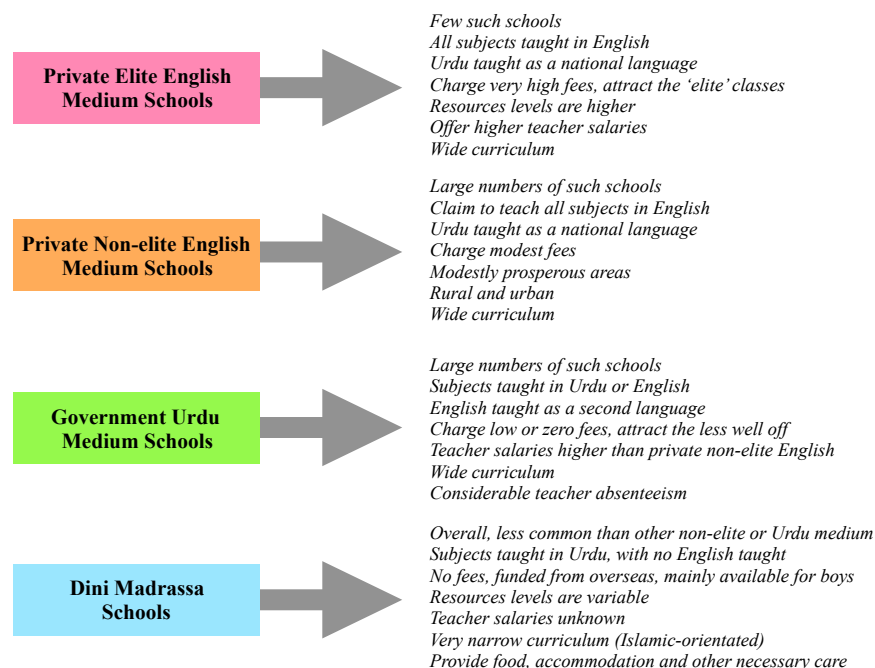 Private Elite English
Medium Schools
Few such schools
All subjects taught in English
Urdu taught as a national language
Charge very high fees, attract the ‘elite’ classes
Resources levels are higher
Offer higher teacher salaries
Wide curriculum
Private Non-elite English
Medium Schools
Large numbers of such schools
Claim to teach all subjects in English
Urdu taught as a national language
Charge modest fees
Modestly prosperous areas
Rural and urban
Wide curriculum
Government Urdu
Medium Schools
Large numbers of such schools
Subjects taught in Urdu or English
English taught as a second language
Charge low or zero fees, attract the less well off
Teacher salaries higher than private non-elite English
Wide curriculum
Considerable teacher absenteeism
Dini Madrassa
Schools
Overall, less common than other non-elite or Urdu medium
Subjects taught in Urdu, with no English taught
No fees, funded from overseas, mainly available for boys
Resources levels are variable
Teacher salaries unknown
Very narrow curriculum (Islamic-orientated)
Provide food, accommodation and other necessary care